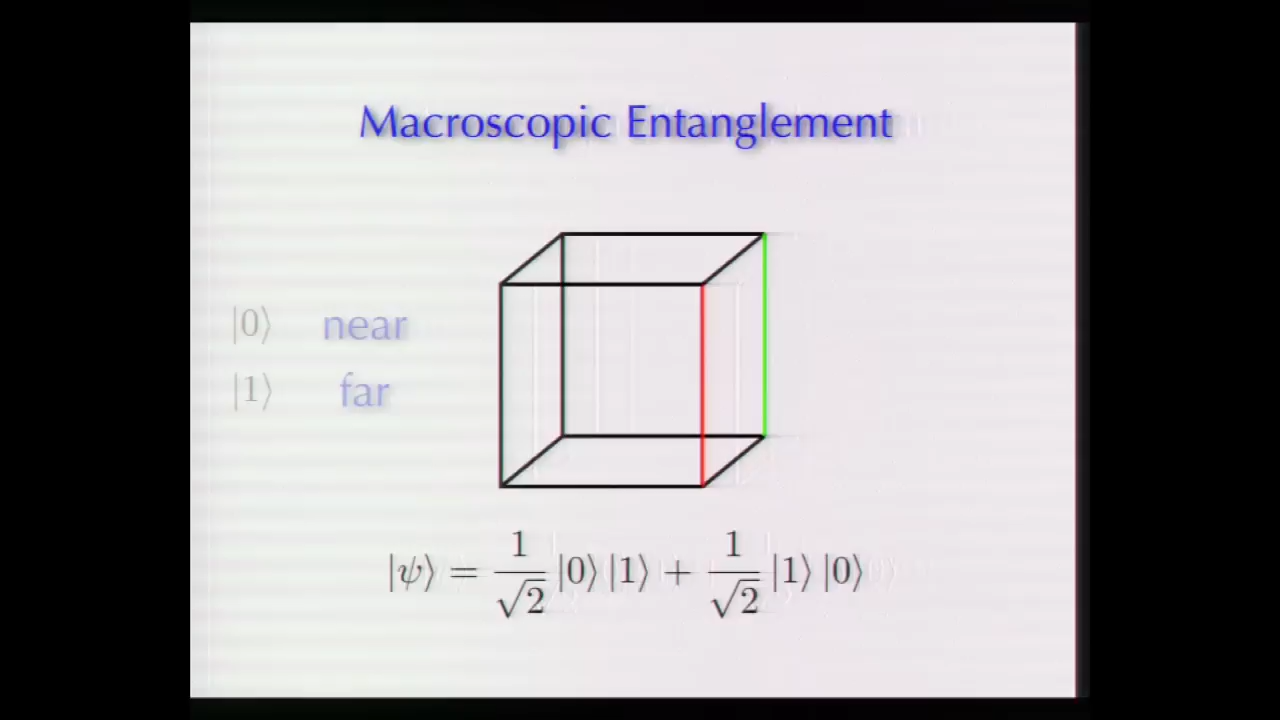 Macroscopic Entanglement
|0⟩ near
|1⟩ far
|ψ⟩ = 1/√2 |0⟩ |1⟩ + 1/√2 |1⟩ |0⟩